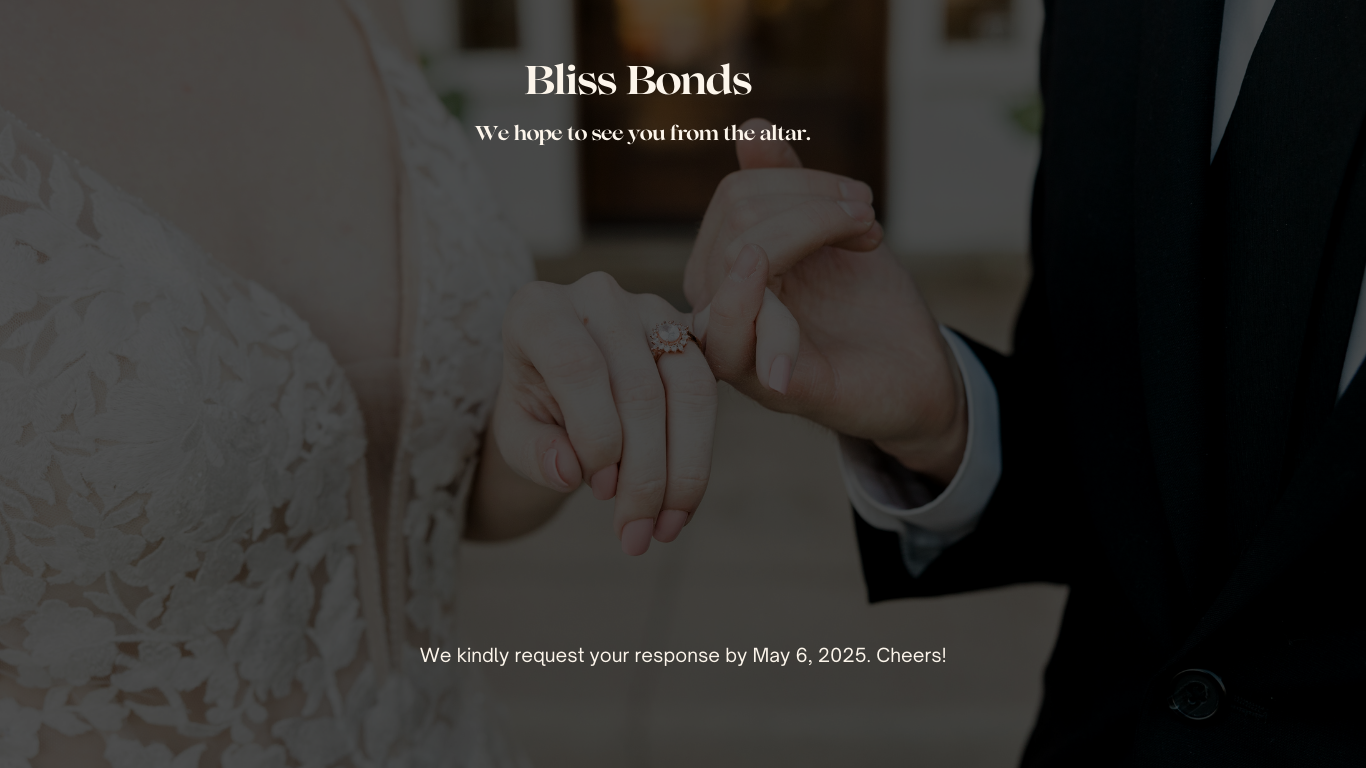 Bliss Bonds
We hope to see you from the altar.
We kindly request your response by May 6, 2025. Cheers!